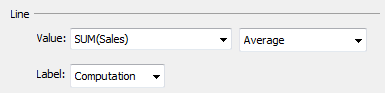 Line
Value: SUM(Sales) Average
Label: Computation